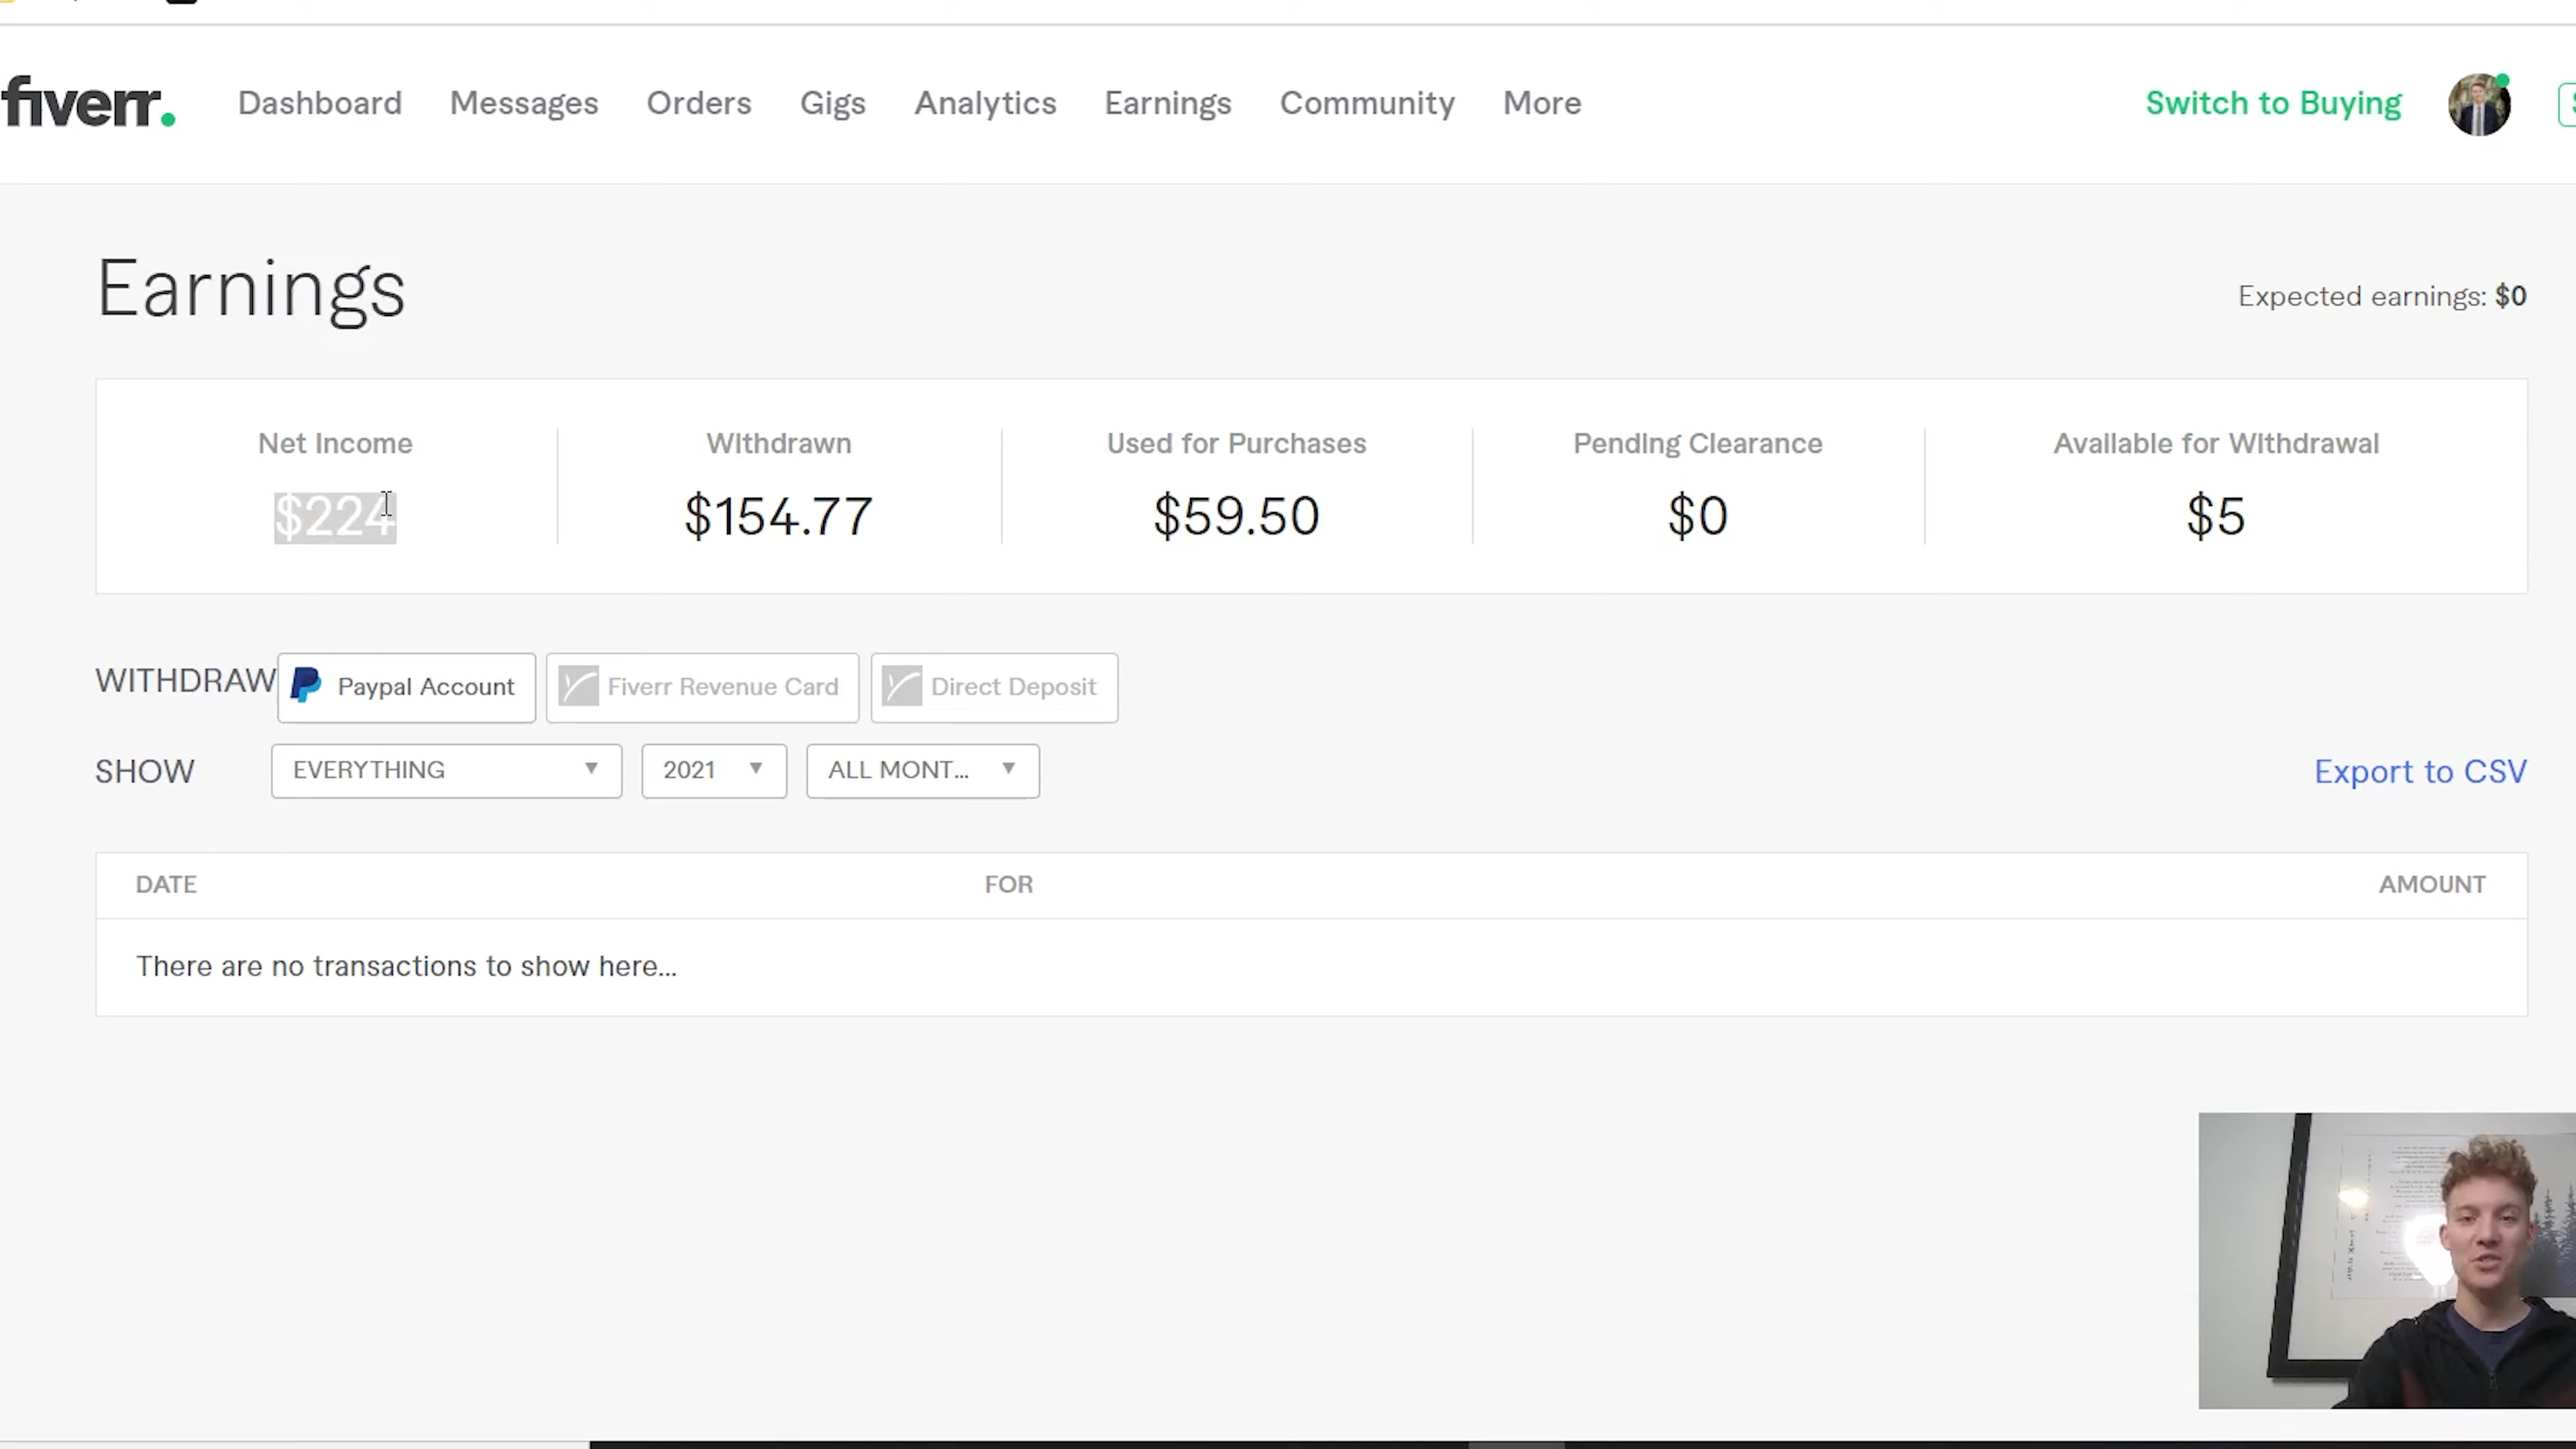 fiverr.
Dashboard Messages Orders Gigs Analytics Earnings Community More Switch to Buying
Earnings
Expected earnings: $0
Net Income Withdrawn Used for Purchases Pending Clearance Available for Withdrawal
$224 $154.77 $59.50 $0 $5
WITHDRAW Paypal Account Fiverr Revenue Card Direct Deposit
SHOW EVERYTHING 2021 ALL MONT... Export to CSV
DATE FOR AMOUNT
There are no transactions to show here...